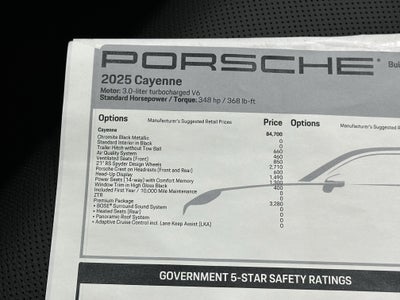 PORSCHE
2025 Cayenne
Motor: 3.0-liter turbocharged V6
Standard Horsepower / Torque: 348 hp / 368 lb-ft
Options Manufacturer's Suggested Retail Prices Price Options Manufacturer's Sugg
Cayenne 84,700
Chromite Black Metallic 0
Standard Interior in Black 0
Trailer Hitch without Tow Ball 660
Air Quality System 460
Ventilated Seats (Front) 850
21" RS Spyder Design Wheels 2,710
Porsche Crest on Headrests (Front and Rear) 600
Head-Up Display 1,490
Power Seats (14-way) with Comfort Memory 1,300
Window Trim in High Gloss Black 400
Included First Year / 10,000 Mile Maintenance 0
ZTR 0
Premium Package 3,280
• BOSE® Surround Sound System 0
• Heated Seats (Rear) 0
• Panoramic Roof System 0
• Adaptive Cruise Control incl. Lane Keep Assist (LKA) 0
GOVERNMENT 5-STAR SAFETY RATINGS